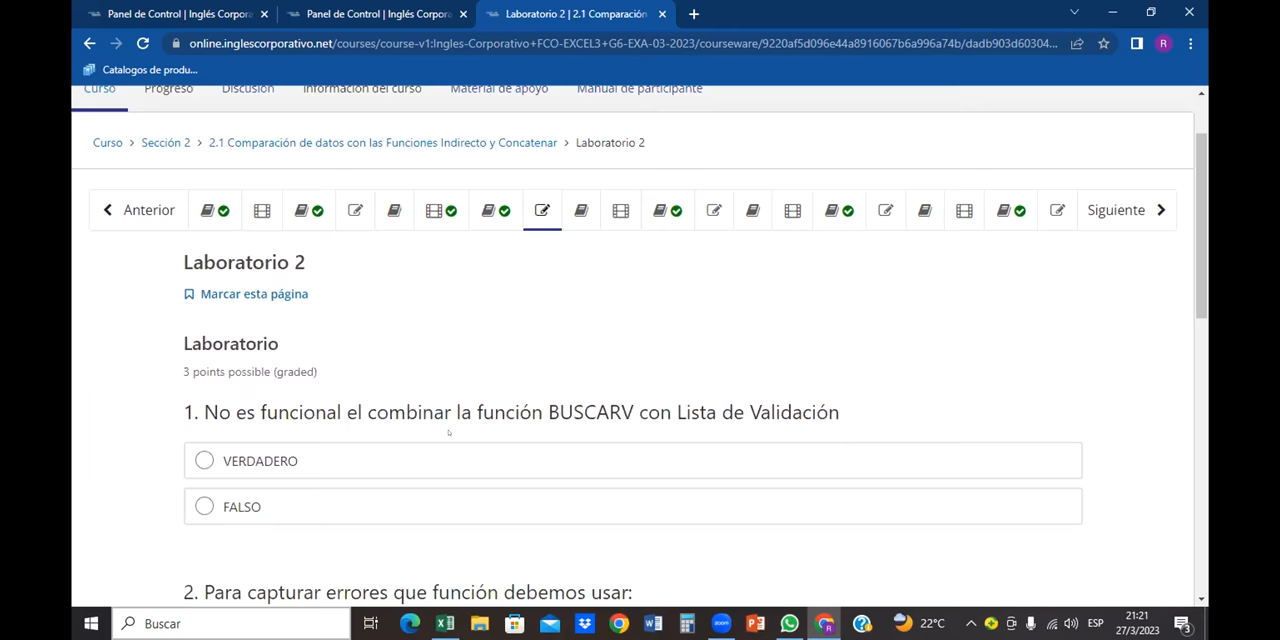 Panel de Control | Inglés Corpora
Panel de Control | Inglés Corpora
Laboratorio 2 | 2.1 Comparación
online.inglescorporativo.net/courses/course-v1:Ingles-Corporativo+FCO-EXCEL3+G6-EXA-03-2023/courseware/9220af5d096e44a8916067b6a996a74b/dadb903d60304...
R
Catalogos de produ...
Curso Progreso Discusión Información del curso Material de apoyo Manual de participante
Curso > Sección 2 > 2.1 Comparación de datos con las Funciones Indirecto y Concatenar > Laboratorio 2
Anterior
Siguiente
Laboratorio 2
Marcar esta página
Laboratorio
3 points possible (graded)
1. No es funcional el combinar la función BUSCARV con Lista de Validación
VERDADERO
FALSO
2. Para capturar errores que función debemos usar:
Buscar
22°C
ESP
21:21
27/3/2023
3